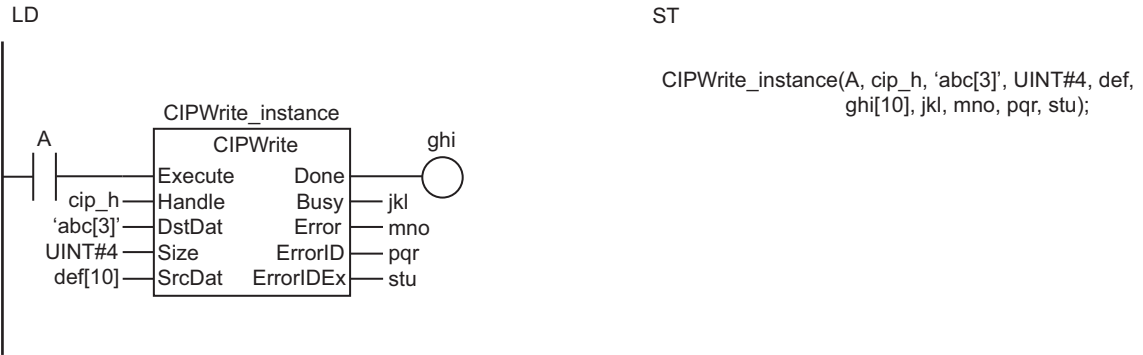 LD
ST
CIPWrite_instance(A, cip_h, ‘abc[3]’, UINT#4, def,
ghi[10], jkl, mno, pqr, stu);
CIPWrite_instance
A
CIPWrite
ghi
Execute Done
cip_h Handle Busy jkl
‘abc[3]’ DstDat Error mno
UINT#4 Size ErrorID pqr
def[10] SrcDat ErrorIDEx stu